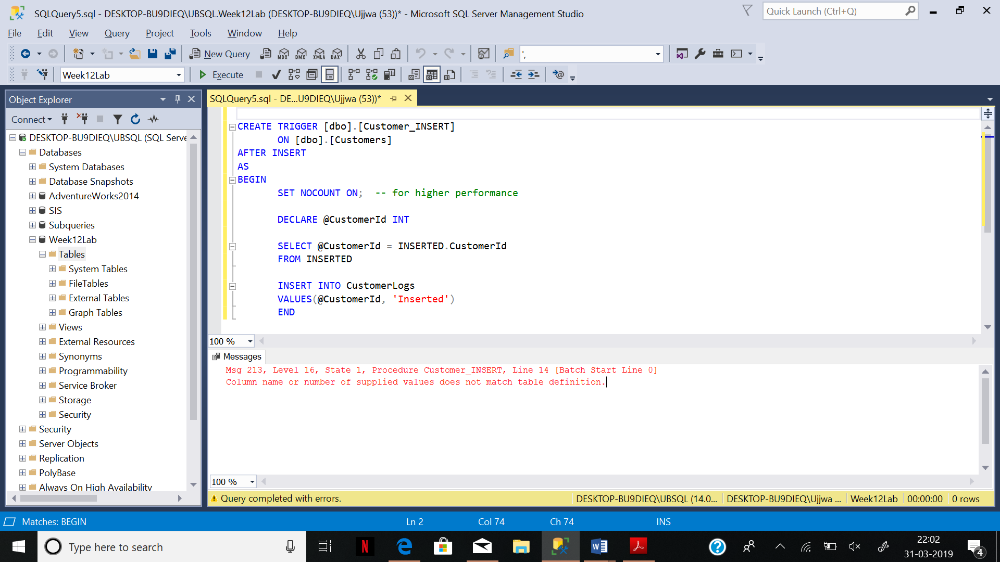 SQLQuery5.sql - DESKTOP-BU9DIEQ\UBSQL.Week12Lab (DESKTOP-BU9DIEQ\Ujjwa (53))* - Microsoft SQL Server Management Studio
Quick Launch (Ctrl+Q)
File Edit View Query Project Tools Window Help
New Query MDX DMX XMLA DAX ',
Week12Lab Execute
Object Explorer
SQLQuery5.sql - DE...U9DIEQ\Ujjwa (53))*
Connect
DESKTOP-BU9DIEQ\UBSQL (SQL Serve
Databases
System Databases
Database Snapshots
AdventureWorks2014
SIS
Subqueries
Week12Lab
Tables
System Tables
FileTables
External Tables
Graph Tables
Views
External Resources
Synonyms
Programmability
Service Broker
Storage
Security
Security
Server Objects
Replication
PolyBase
Always On High Availability
CREATE TRIGGER [dbo].[Customer_INSERT]
ON [dbo].[Customers]
AFTER INSERT
AS
BEGIN
SET NOCOUNT ON; -- for higher performance
DECLARE @CustomerId INT
SELECT @CustomerId = INSERTED.CustomerId
FROM INSERTED
INSERT INTO CustomerLogs
VALUES(@CustomerId, 'Inserted')
END
100 %
Messages
Msg 213, Level 16, State 1, Procedure Customer_INSERT, Line 14 [Batch Start Line 0]
Column name or number of supplied values does not match table definition.
100 %
Query completed with errors. DESKTOP-BU9DIEQ\UBSQL (14.0... DESKTOP-BU9DIEQ\Ujjwa ... Week12Lab 00:00:00 0 rows
Matches: BEGIN Ln 2 Col 74 Ch 74 INS
Type here to search
22:02
31-03-2019
4